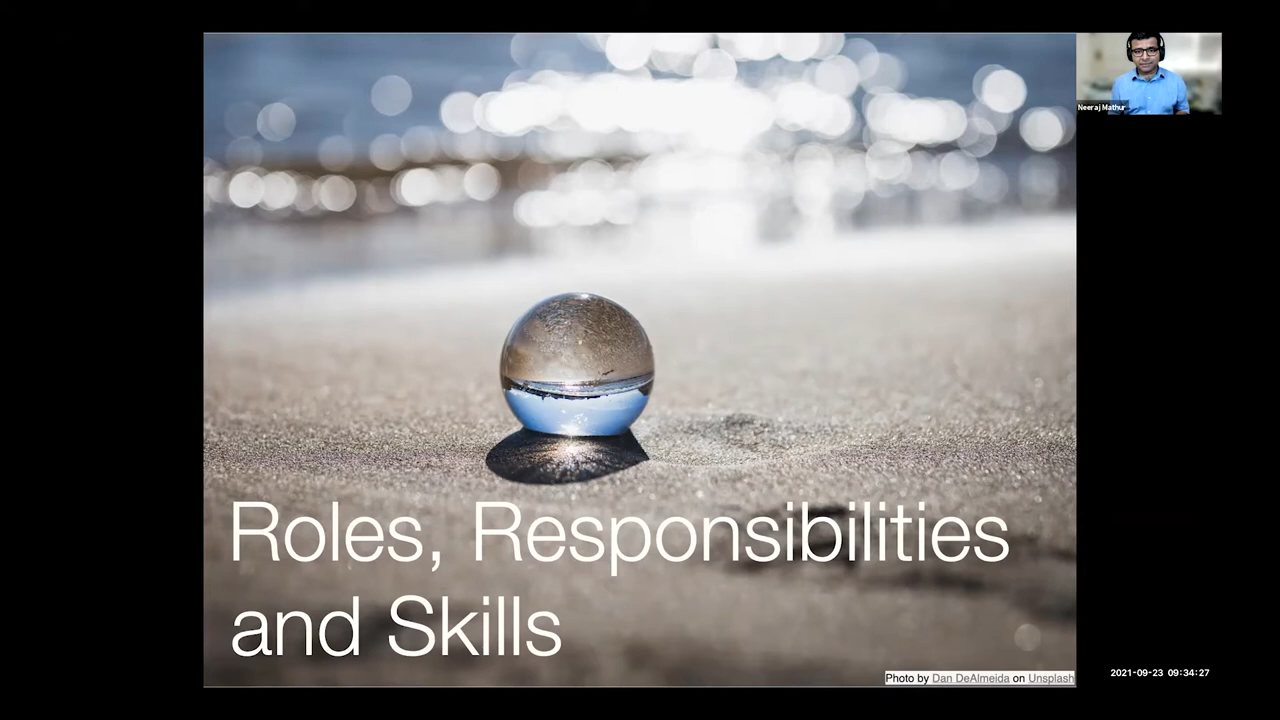 Neeraj Mathur
Roles, Responsibilities
and Skills
Photo by Dan DeAlmeida on Unsplash
2021-09-23 09:34:27